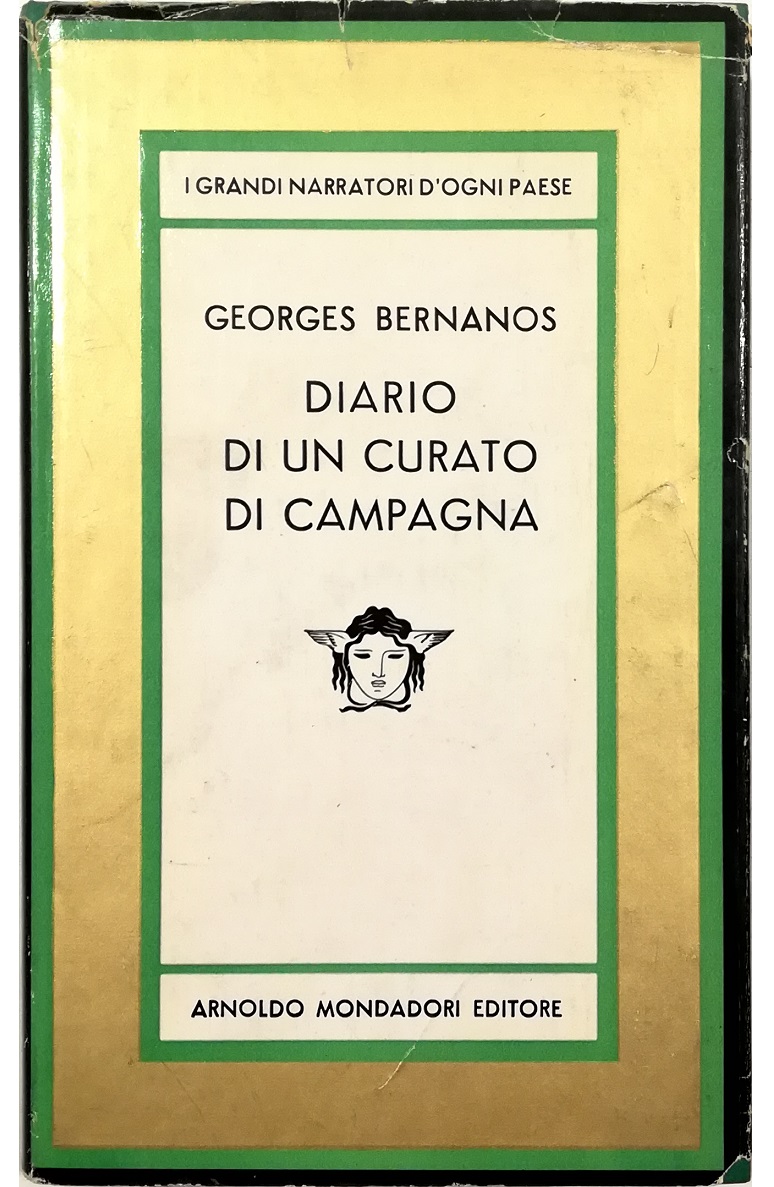 I GRANDI NARRATORI D'OGNI PAESE
GEORGES BERNANOS
DIARIO
DI UN CURATO
DI CAMPAGNA
ARNOLDO MONDADORI EDITORE